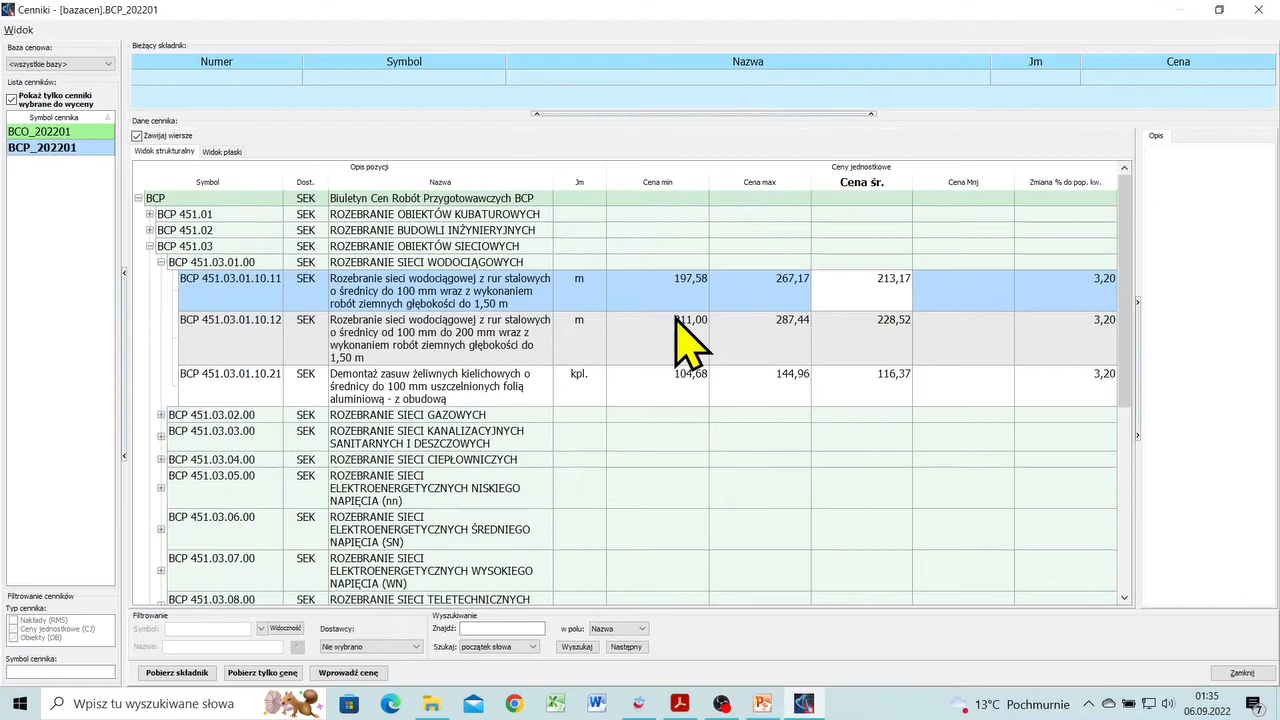 Cenniki - [bazacen].BCP_202201
Widok
Baza cenowa:
<wszystkie bazy>
Lista cenników:
Pokaż tylko cenniki
wybrane do wyceny
Symbol cennika
BCO_202201
BCP_202201
Bieżący składnik:
Numer Symbol Nazwa Jm Cena
Dane cennika:
Zawijaj wiersze
Widok strukturalny Widok płaski
Opis
Opis pozycji Ceny jednostkowe
Symbol Dost. Nazwa Jm Cena min Cena max Cena śr. Cena Mnj Zmiana % do pop. kw.
BCP SEK Biuletyn Cen Robót Przygotowawczych BCP
BCP 451.01 SEK ROZEBRANIE OBIEKTÓW KUBATUROWYCH
BCP 451.02 SEK ROZEBRANIE BUDOWLI INŻYNIERYJNYCH
BCP 451.03 SEK ROZEBRANIE OBIEKTÓW SIECIOWYCH
BCP 451.03.01.00 SEK ROZEBRANIE SIECI WODOCIĄGOWYCH
BCP 451.03.01.10.11 SEK Rozebranie sieci wodociągowej z rur stalowych m 197,58 267,17 213,17 3,20
o średnicy do 100 mm wraz z wykonaniem
robót ziemnych głębokości do 1,50 m
BCP 451.03.01.10.12 SEK Rozebranie sieci wodociągowej z rur stalowych m 11,00 287,44 228,52 3,20
o średnicy od 100 mm do 200 mm wraz z
wykonaniem robót ziemnych głębokości do
1,50 m
BCP 451.03.01.10.21 SEK Demontaż zasuw żeliwnych kielichowych o kpl. 104,68 144,96 116,37 3,20
średnicy do 100 mm uszczelnionych folią
aluminiową - z obudową
BCP 451.03.02.00 SEK ROZEBRANIE SIECI GAZOWYCH
BCP 451.03.03.00 SEK ROZEBRANIE SIECI KANALIZACYJNYCH
SANITARNYCH I DESZCZOWYCH
BCP 451.03.04.00 SEK ROZEBRANIE SIECI CIEPŁOWNICZYCH
BCP 451.03.05.00 SEK ROZEBRANIE SIECI
ELEKTROENERGETYCZNYCH NISKIEGO
NAPIĘCIA (nn)
BCP 451.03.06.00 SEK ROZEBRANIE SIECI
ELEKTROENERGETYCZNYCH ŚREDNIEGO
NAPIĘCIA (SN)
BCP 451.03.07.00 SEK ROZEBRANIE SIECI
ELEKTROENERGETYCZNYCH WYSOKIEGO
NAPIĘCIA (WN)
BCP 451.03.08.00 SEK ROZEBRANIE SIECI TELETECHNICZNYCH
Filtrowanie cenników
Typ cennika:
Nakłady (RMS)
Ceny jednostkowe (CJ)
Obiekty (OB)
Symbol cennika:
Filtrowanie
Symbol: Widoczność
Nazwa:
Dostawcy:
Nie wybrano
Wyszukiwanie
Znajdź: w polu: Nazwa
Szukaj: początek słowa Wyszukaj Następny
Pobierz składnik Pobierz tylko cenę Wprowadź cenę Zamknij
Wpisz tu wyszukiwane słowa
13°C Pochmurnie
01:35
06.09.2022
7